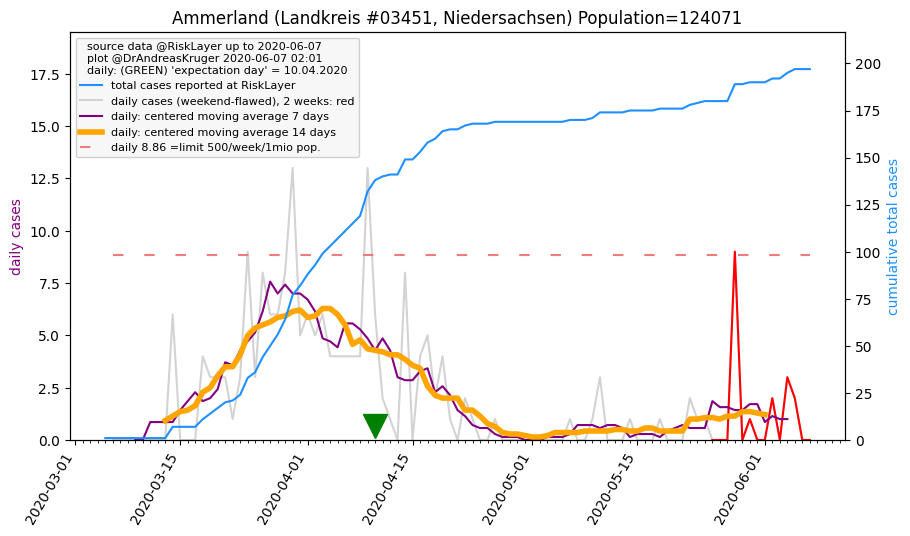 Ammerland (Landkreis #03451, Niedersachsen) Population=124071
source data @RiskLayer up to 2020-06-07
plot @DrAndreasKruger 2020-06-07 02:01
daily: (GREEN) 'expectation day' = 10.04.2020
total cases reported at RiskLayer
daily cases (weekend-flawed), 2 weeks: red
daily: centered moving average 7 days
daily: centered moving average 14 days
daily 8.86 =limit 500/week/1mio pop.
daily cases
17.5
15.0
12.5
10.0
7.5
5.0
2.5
0.0
200
175
150
125
100
75
50
25
0
cumulative total cases
2020-03-01
2020-03-15
2020-04-01
2020-04-15
2020-05-01
2020-05-15
2020-06-01